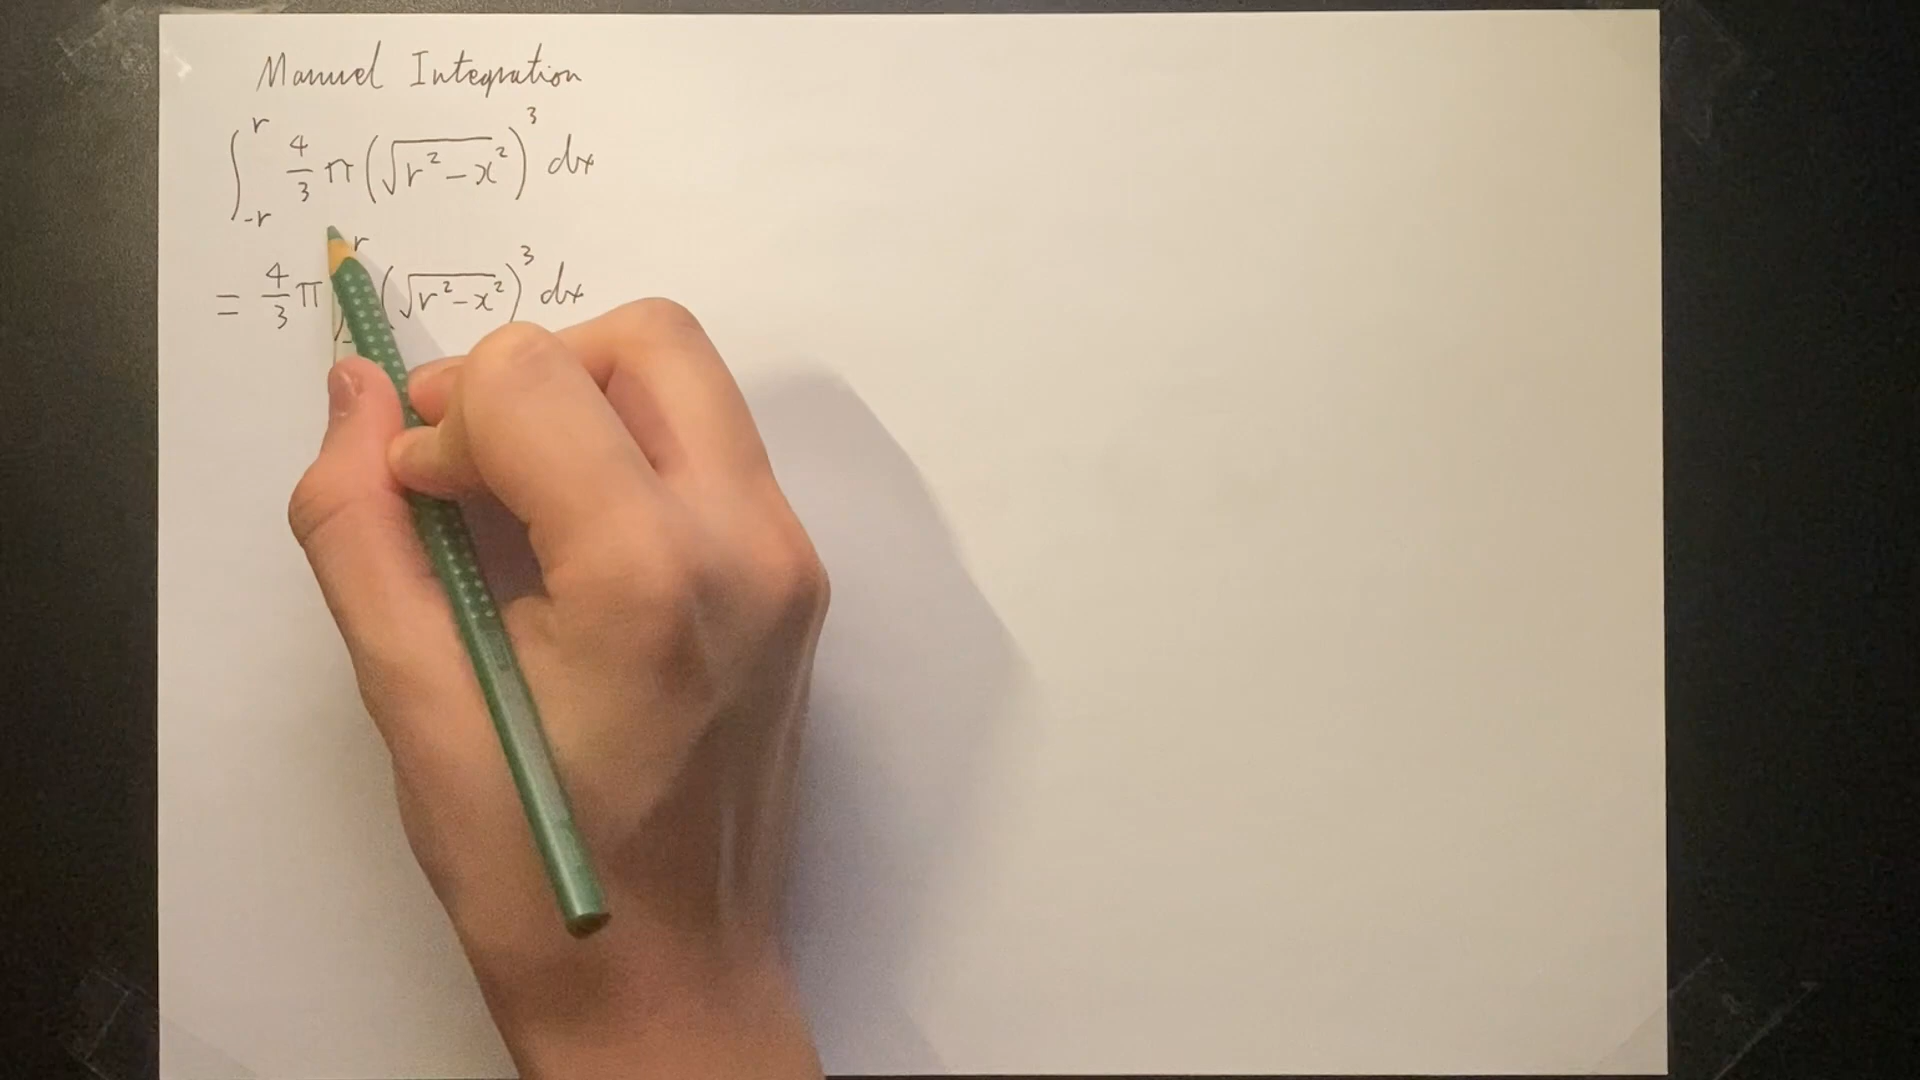 Manuel Integration
∫_{-r}^{r} 4/3 π (√(r² − x²))³ dx
= 4/3 π r (√(r² − x²))³ dx